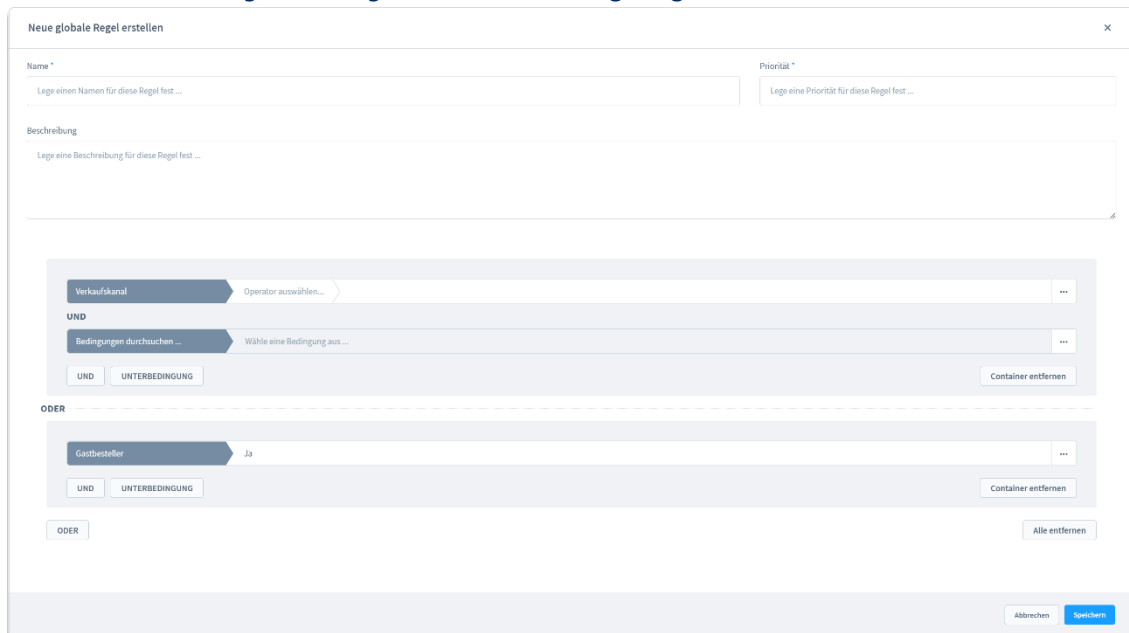 Neue globale Regel erstellen ×
Name * Priorität *
Lege einen Namen für diese Regel fest ... Lege eine Priorität für diese Regel fest ...
Beschreibung
Lege eine Beschreibung für diese Regel fest ...
Verkaufskanal Operator auswählen... ...
UND
Bedingungen durchsuchen ... Wähle eine Bedingung aus ... ...
UND UNTERBEDINGUNG Container entfernen
ODER
Gastbesteller Ja ...
UND UNTERBEDINGUNG Container entfernen
ODER Alle entfernen
Abbrechen Speichern